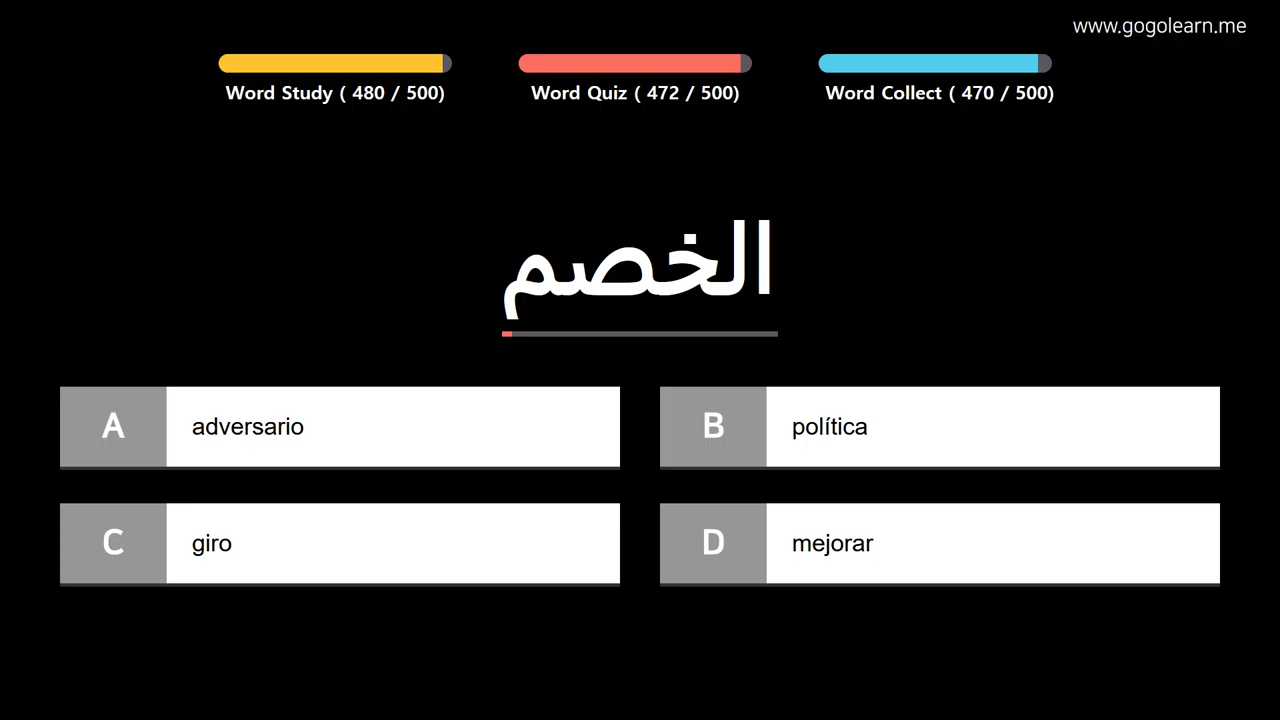 www.gogolearn.me
Word Study ( 480 / 500)
Word Quiz ( 472 / 500)
Word Collect ( 470 / 500)
الخصم
A adversario
B política
C giro
D mejorar